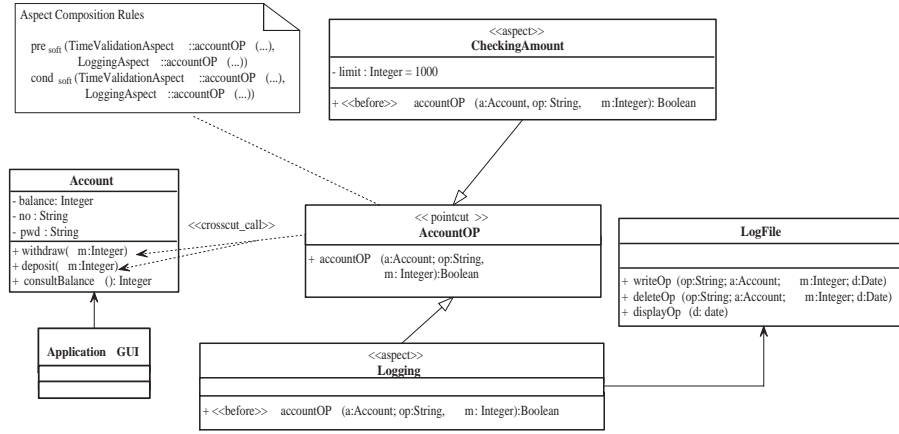 Aspect Composition Rules
pre soft (TimeValidationAspect ::accountOP (...),
LoggingAspect ::accountOP (...))
cond soft (TimeValidationAspect ::accountOP (...),
LoggingAspect ::accountOP (...))
<<aspect>>
CheckingAmount
- limit : Integer = 1000
+ <<before>> accountOP (a:Account, op: String, m:Integer): Boolean
Account
- balance: Integer
- no : String
- pwd : String
+ withdraw( m:Integer)
+ deposit( m:Integer)
+ consultBalance (): Integer
<<crosscut_call>>
<< pointcut >>
AccountOP
+ accountOP (a:Account; op:String,
m: Integer):Boolean
LogFile
+ writeOp (op:String; a:Account; m:Integer; d:Date)
+ deleteOp (op:String; a:Account; m:Integer; d:Date)
+ displayOp (d: date)
Application GUI
<<aspect>>
Logging
+ <<before>> accountOP (a:Account; op:String, m: Integer):Boolean